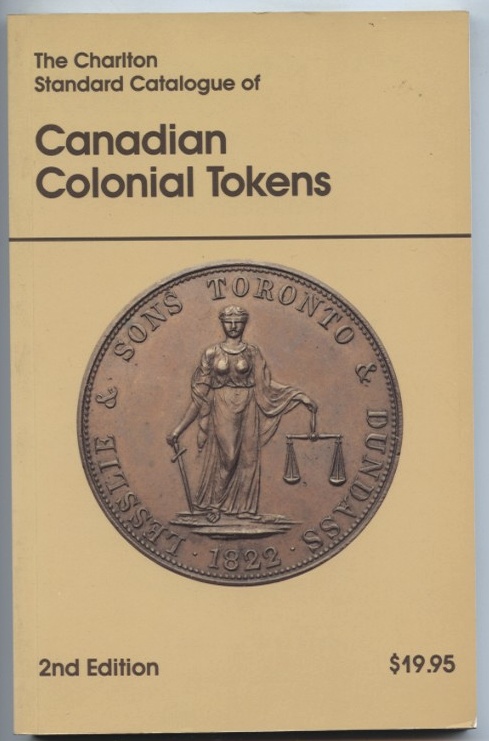 The Charlton
Standard Catalogue of
Canadian
Colonial Tokens
LESSLIE & SONS TORONTO & DUNDASS
· 1822 ·
2nd Edition
$19.95